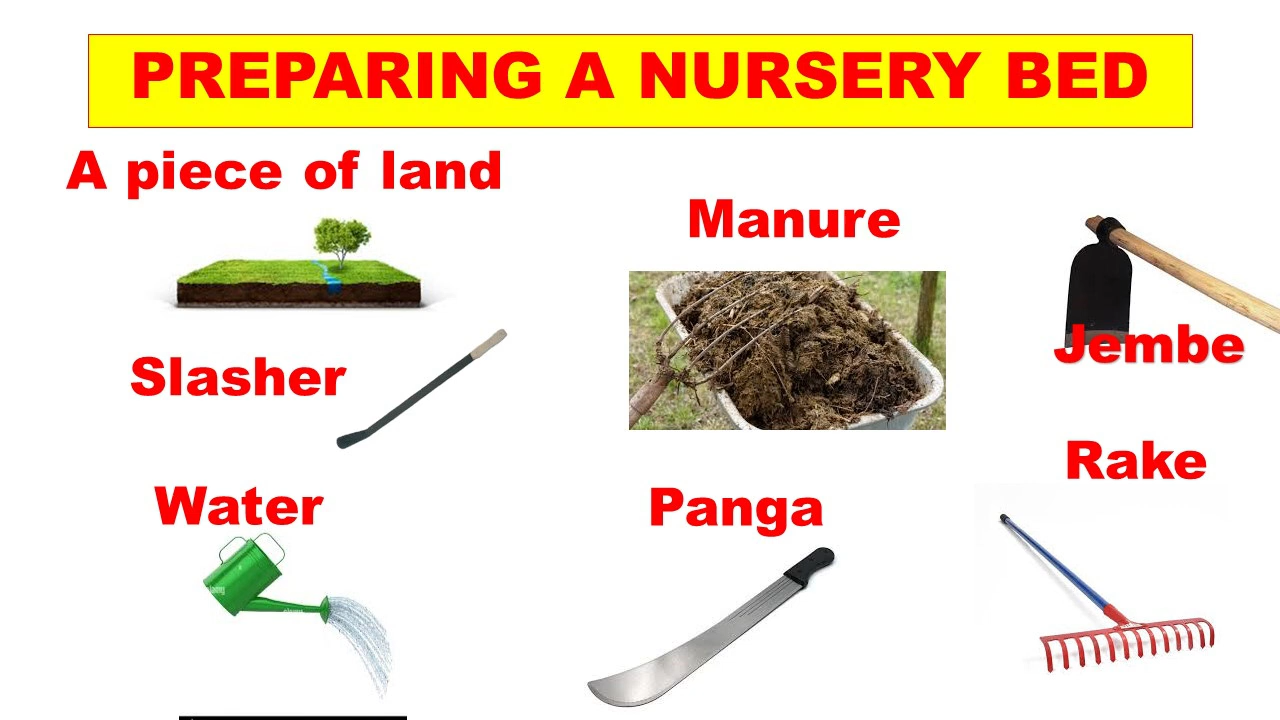 PREPARING A NURSERY BED
A piece of land
Manure
Jembe
Slasher
Rake
Water
Panga